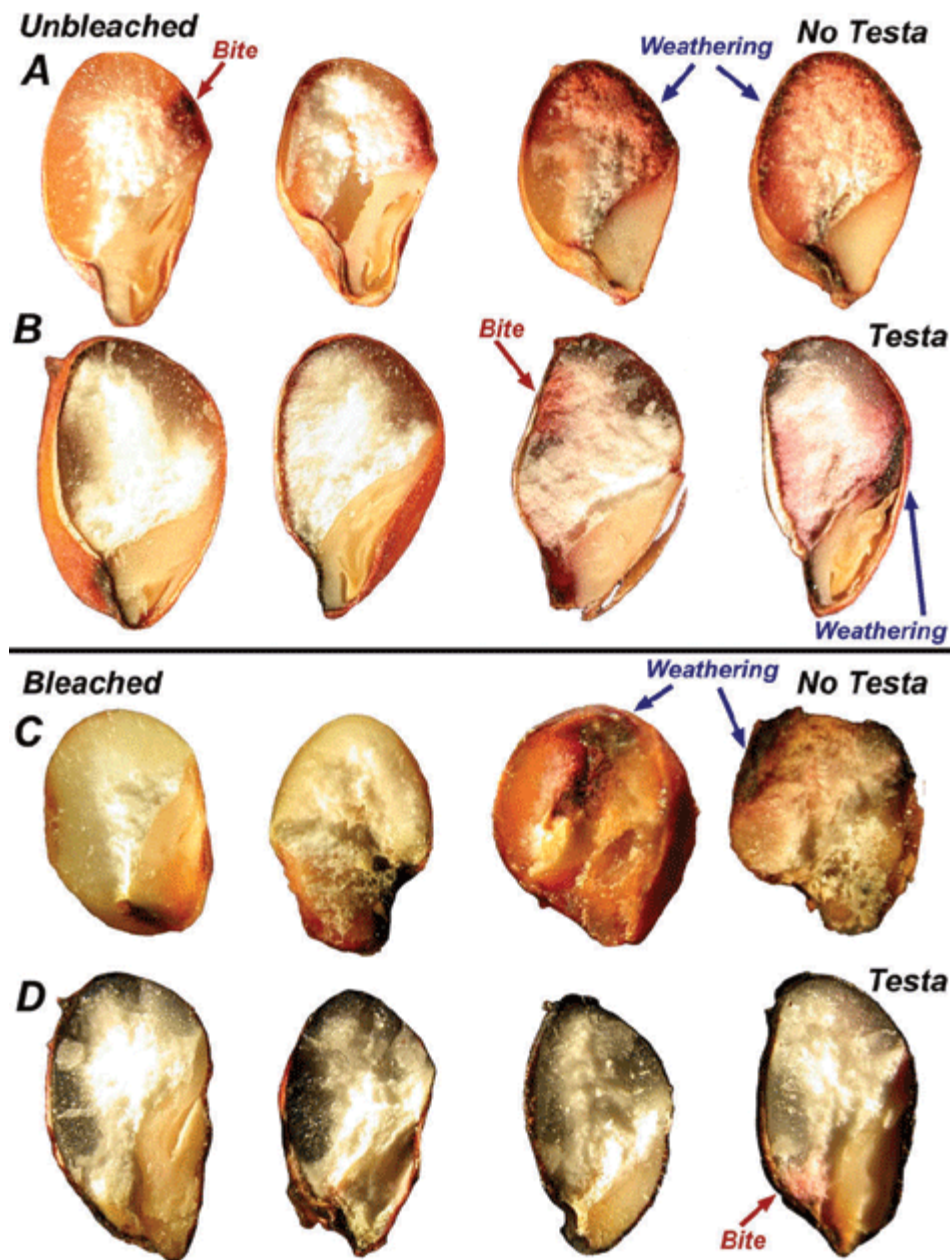 Unbleached
No Testa
A
Bite
Weathering
B
Bite
Testa
Weathering
Bleached
No Testa
C
Weathering
D
Testa
Bite